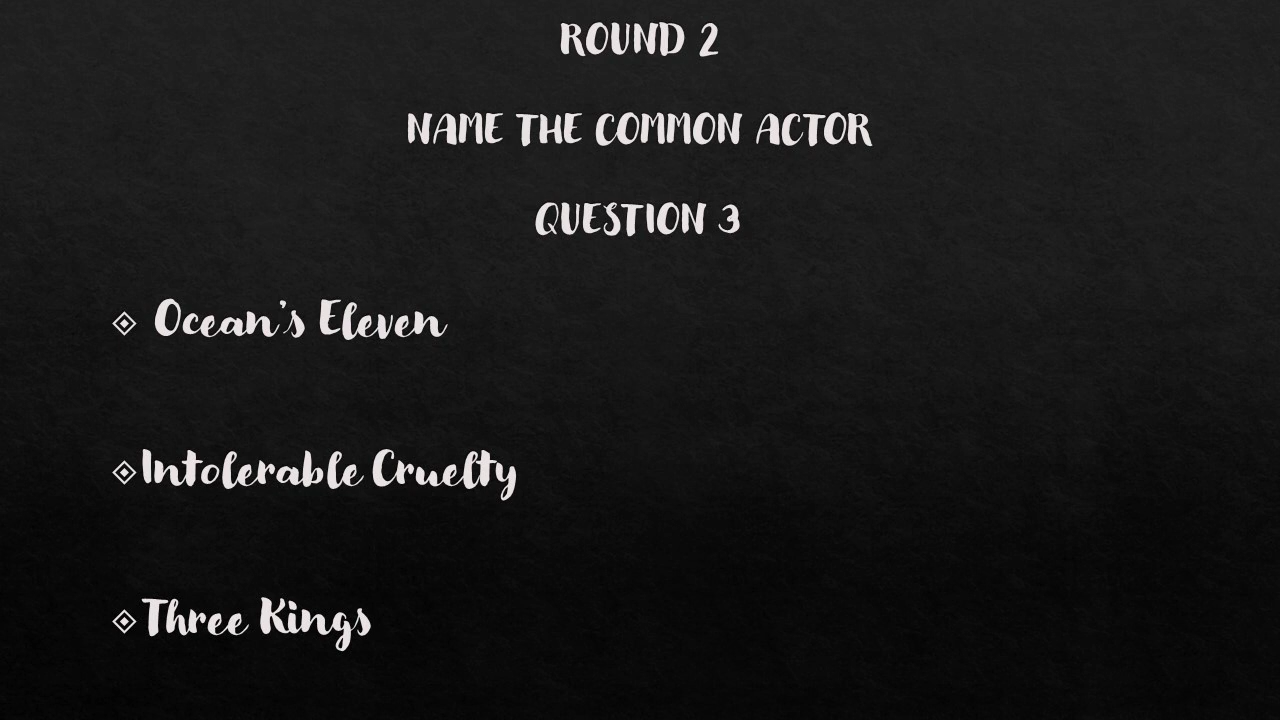 ROUND 2
NAME THE COMMON ACTOR
QUESTION 3
Ocean's Eleven
Intolerable Cruelty
Three Kings